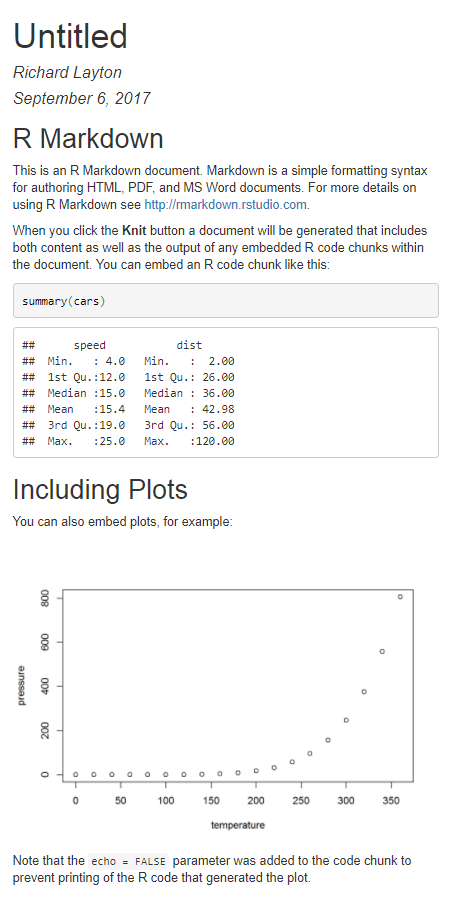 Untitled
Richard Layton
September 6, 2017
R Markdown
This is an R Markdown document. Markdown is a simple formatting syntax
for authoring HTML, PDF, and MS Word documents. For more details on
using R Markdown see http://rmarkdown.rstudio.com.
When you click the Knit button a document will be generated that includes
both content as well as the output of any embedded R code chunks within
the document. You can embed an R code chunk like this:
summary(cars)
##      speed           dist
##  Min.   : 4.0   Min.   :  2.00
##  1st Qu.:12.0   1st Qu.: 26.00
##  Median :15.0   Median : 36.00
##  Mean   :15.4   Mean   : 42.98
##  3rd Qu.:19.0   3rd Qu.: 56.00
##  Max.   :25.0   Max.   :120.00
Including Plots
You can also embed plots, for example:
800
600
400
200
0
pressure
0 50 100 150 200 250 300 350
temperature
Note that the echo = FALSE parameter was added to the code chunk to
prevent printing of the R code that generated the plot.